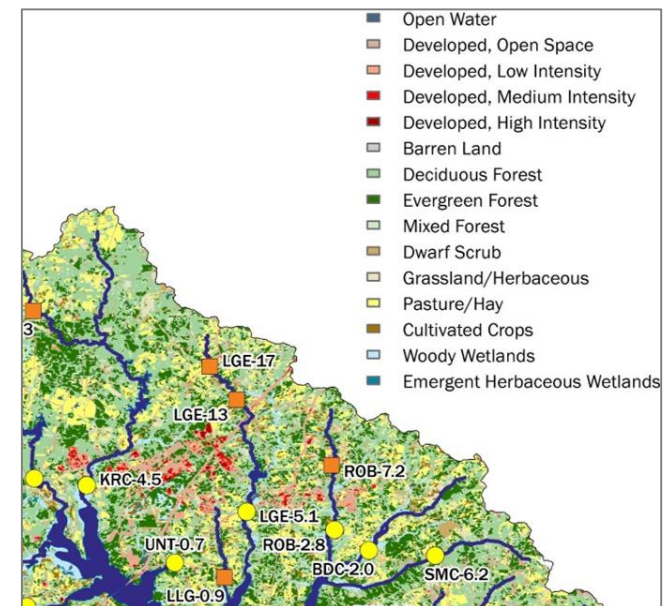 Open Water
Developed, Open Space
Developed, Low Intensity
Developed, Medium Intensity
Developed, High Intensity
Barren Land
Deciduous Forest
Evergreen Forest
Mixed Forest
Dwarf Scrub
Grassland/Herbaceous
Pasture/Hay
Cultivated Crops
Woody Wetlands
Emergent Herbaceous Wetlands
3
LGE-17
LGE-13
ROB-7.2
KRC-4.5
LGE-5.1
UNT-0.7
ROB-2.8
BDC-2.0
SMC-6.2
LLG-0.9